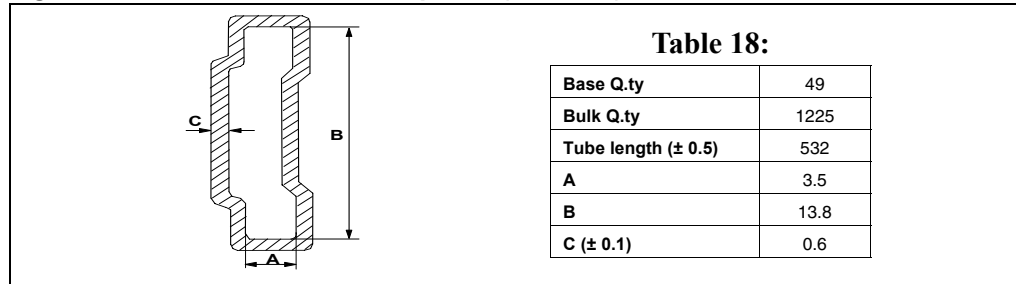 C
B
A
Table 18:
Base Q.ty 49
Bulk Q.ty 1225
Tube length (± 0.5) 532
A 3.5
B 13.8
C (± 0.1) 0.6